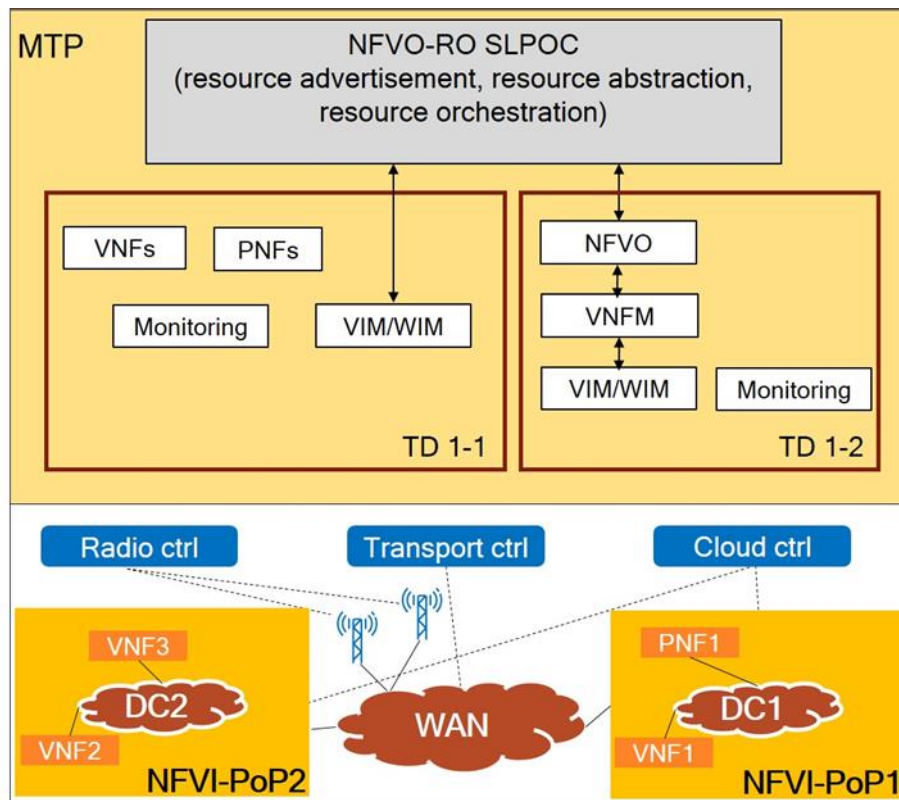 MTP
NFVO-RO SLPOC
(resource advertisement, resource abstraction,
resource orchestration)
VNFs
PNFs
Monitoring
VIM/WIM
TD 1-1
NFVO
VNFM
VIM/WIM
Monitoring
TD 1-2
Radio ctrl
Transport ctrl
Cloud ctrl
VNF3
DC2
VNF2
NFVI-PoP2
WAN
PNF1
DC1
VNF1
NFVI-PoP1